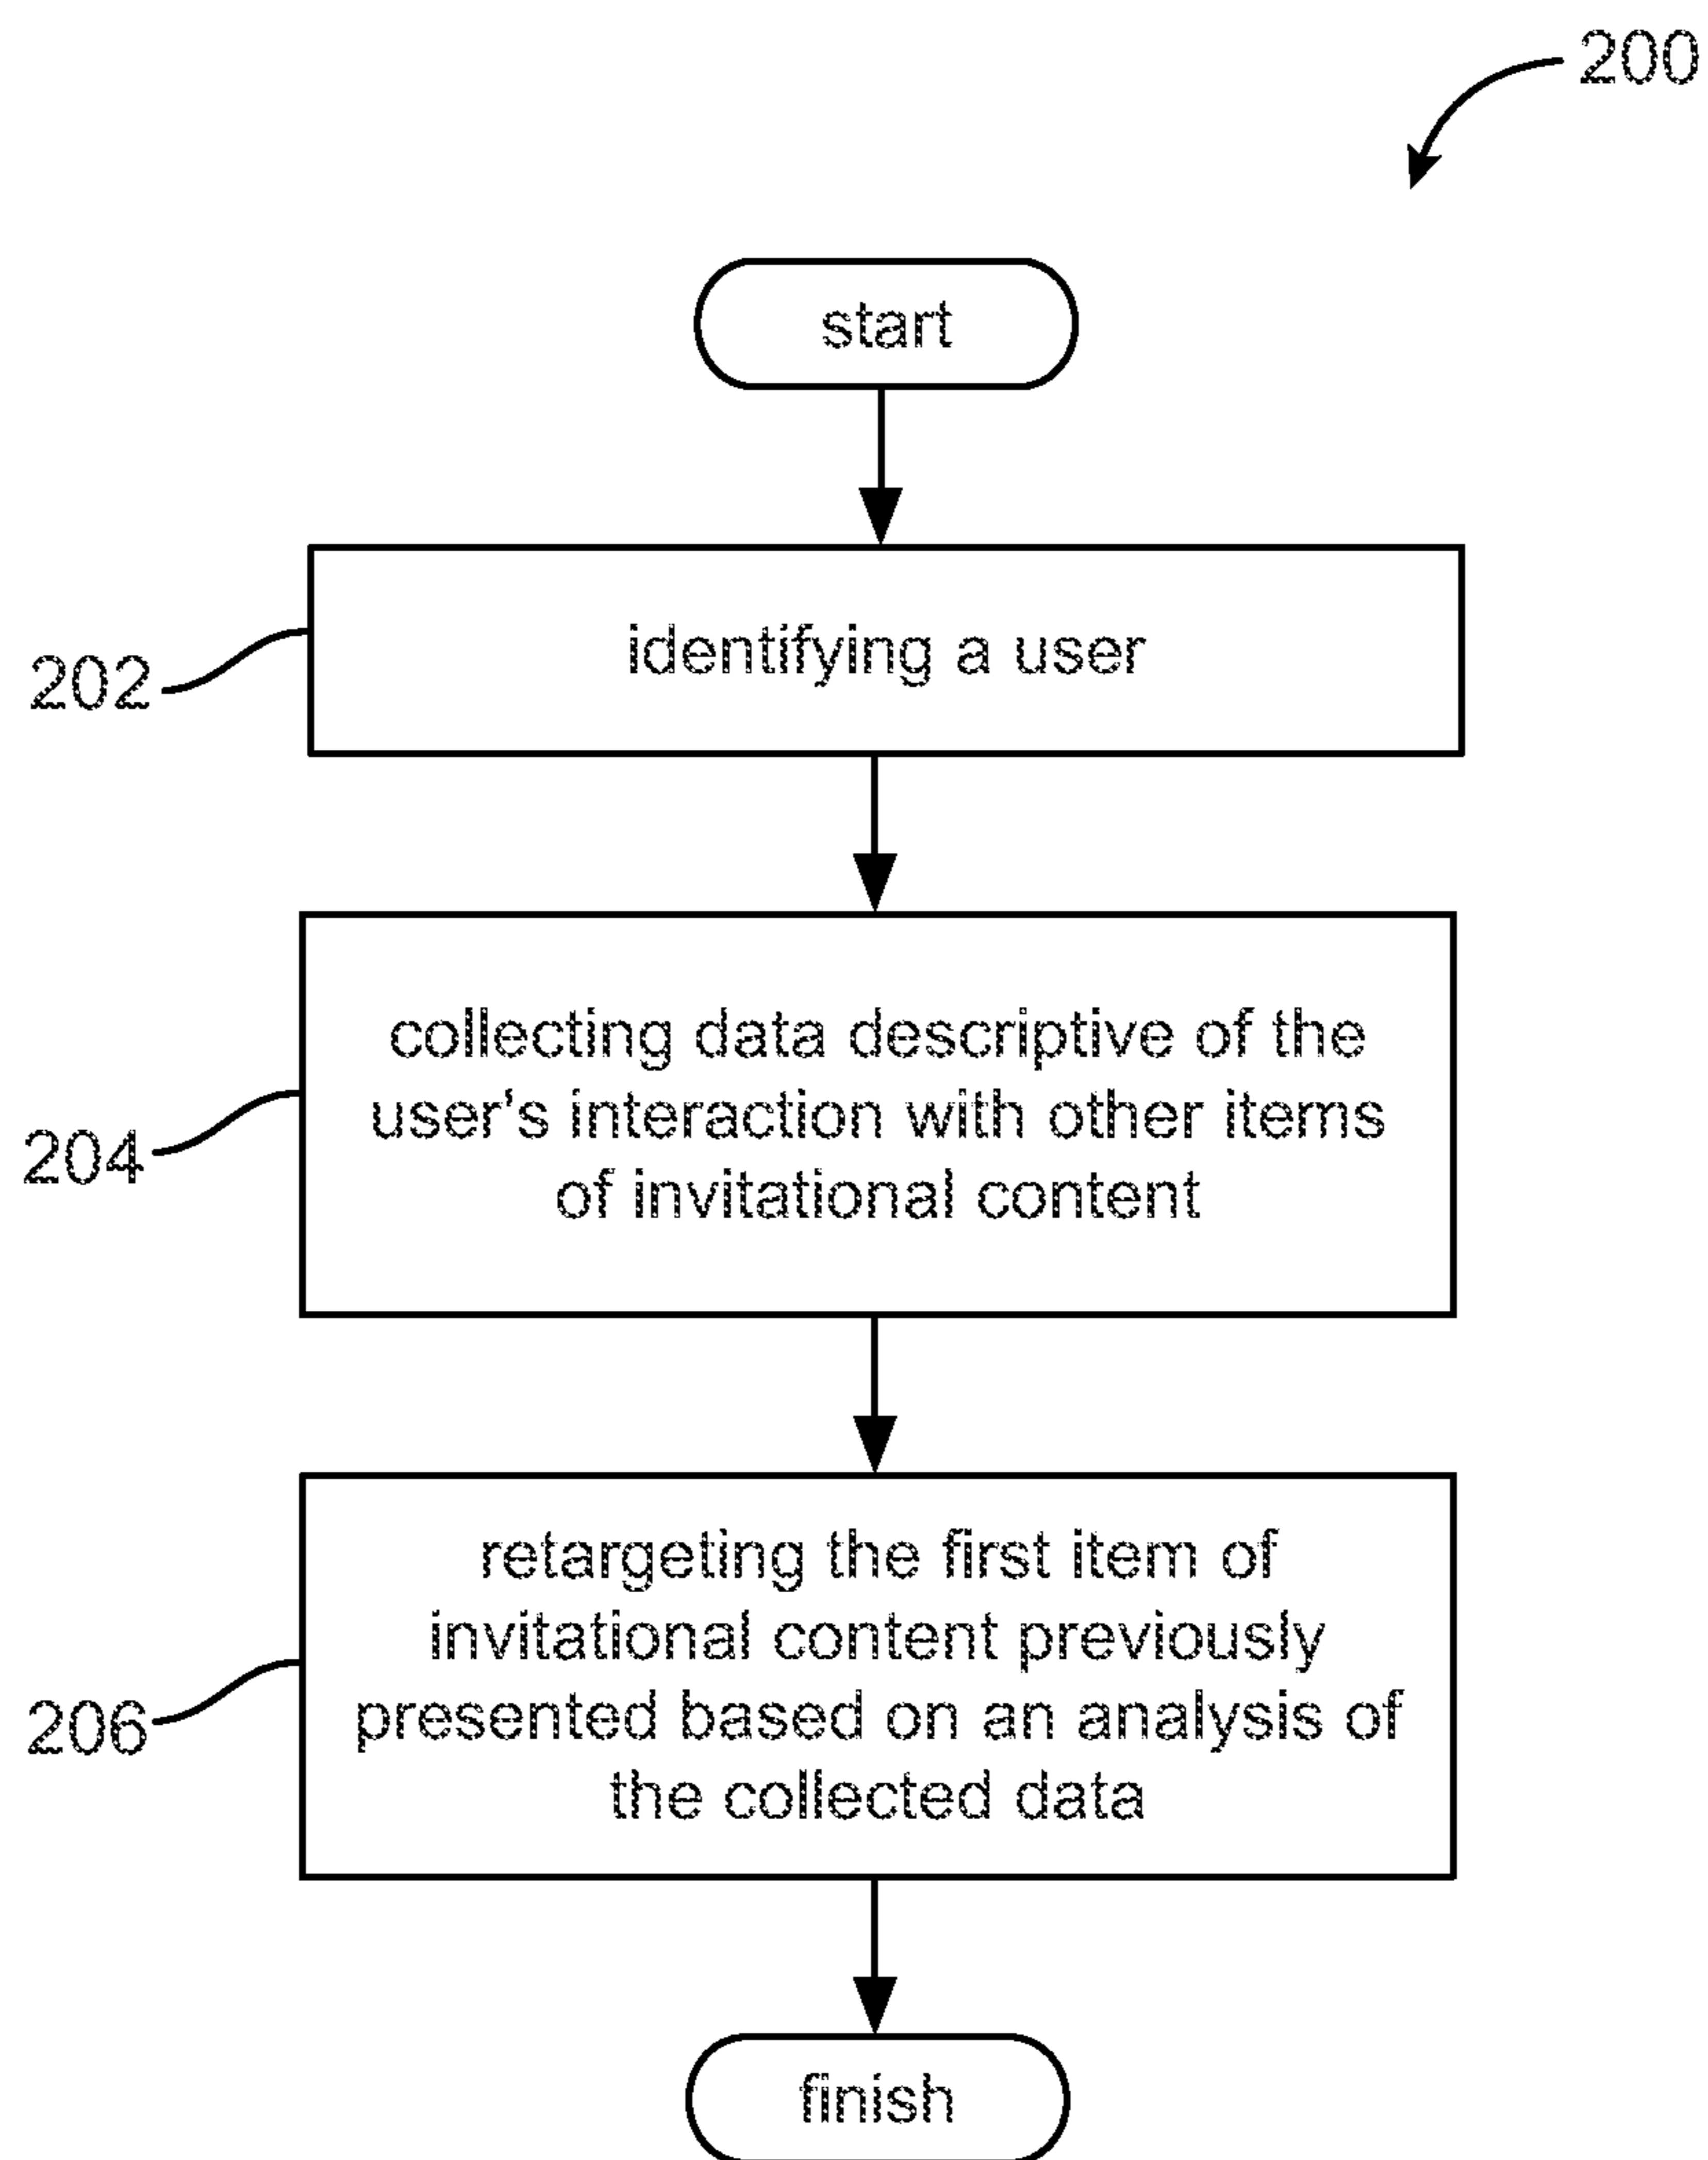 200
start
identifying a user
202
collecting data descriptive of the
user's interaction with other items
of invitational content
204
retargeting the first item of
invitational content previously
presented based on an analysis of
the collected data
206
finish